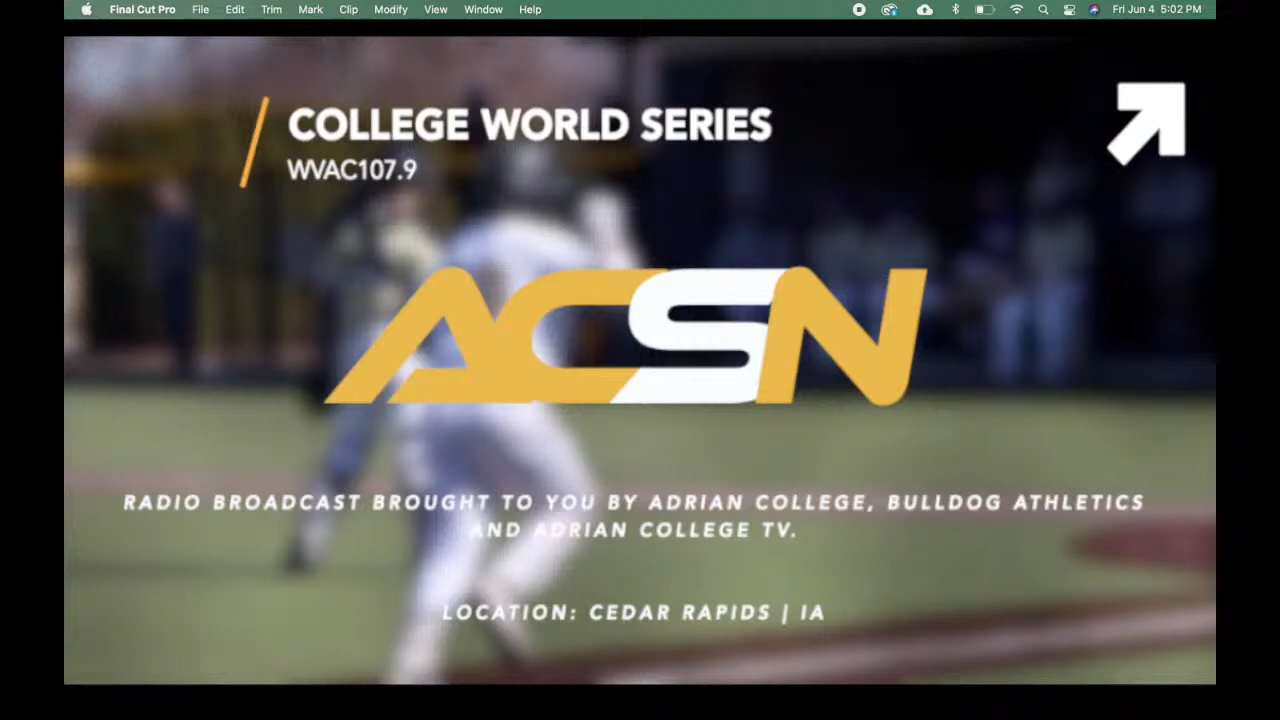 Final Cut Pro File Edit Trim Mark Clip Modify View Window Help Fri Jun 4 5:02 PM
COLLEGE WORLD SERIES
WVAC107.9
ACSN
RADIO BROADCAST BROUGHT TO YOU BY ADRIAN COLLEGE, BULLDOG ATHLETICS
AND ADRIAN COLLEGE TV.
LOCATION: CEDAR RAPIDS | IA